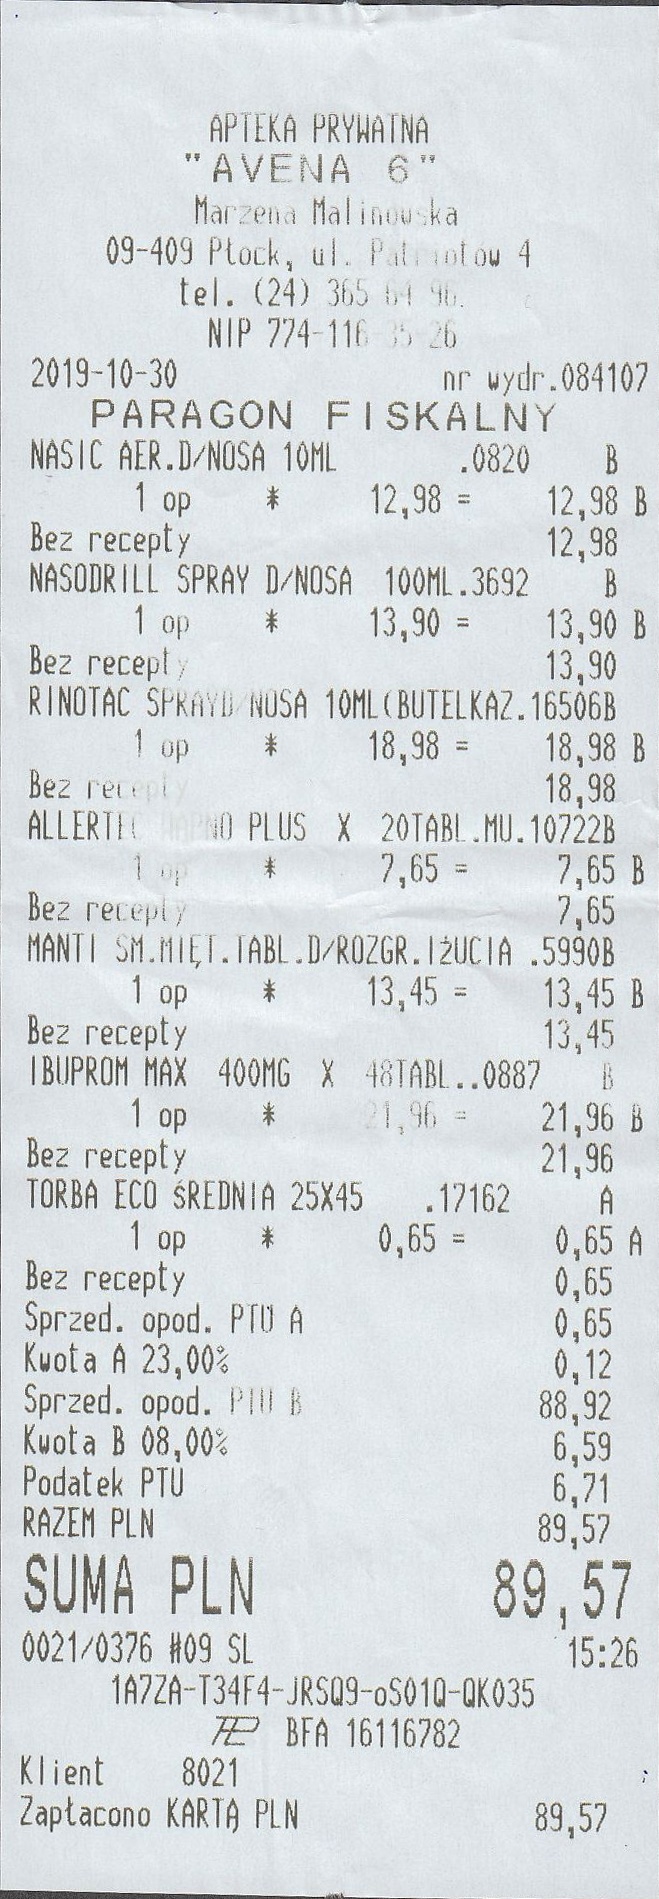 APTEKA PRYWATNA
"AVENA 6"
Marzena Malinowska
09-409 Płock, ul. Patriotów 4
tel. (24) 365 64 96
NIP 774-116-35-26
2019-10-30 nr wydr.084107
PARAGON FISKALNY
NASIC AER.D/NOSA 10ML .0820 B
1 op * 12,98 = 12,98 B
Bez recepty 12,98
NASODRILL SPRAY D/NOSA 100ML.3692 B
1 op * 13,90 = 13,90 B
Bez recepty 13,90
RINOTAC SPRAYD/NOSA 10ML(BUTELKAZ.16506B
1 op * 18,98 = 18,98 B
Bez recepty 18,98
ALLERTEC WAPNO PLUS X 20TABL.MU.10722B
1 op * 7,65 = 7,65 B
Bez recepty 7,65
MANTI SM.MIĘT.TABL.D/ROZGR.IŻUCIA .5990B
1 op * 13,45 = 13,45 B
Bez recepty 13,45
IBUPROM MAX 400MG X 48TABL..0887 B
1 op * 21,96 = 21,96 B
Bez recepty 21,96
TORBA ECO ŚREDNIA 25X45 .17162 A
1 op * 0,65 = 0,65 A
Bez recepty 0,65
Sprzed. opod. PTU A 0,65
Kwota A 23,00% 0,12
Sprzed. opod. PTU B 88,92
Kwota B 08,00% 6,59
Podatek PTU 6,71
RAZEM PLN 89,57
SUMA PLN 89,57
0021/0376 #09 SL 15:26
1A7ZA-T34F4-JRSQ9-oS01Q-QK035
BFA 16116782
Klient 8021
Zapłacono KARTĄ PLN 89,57